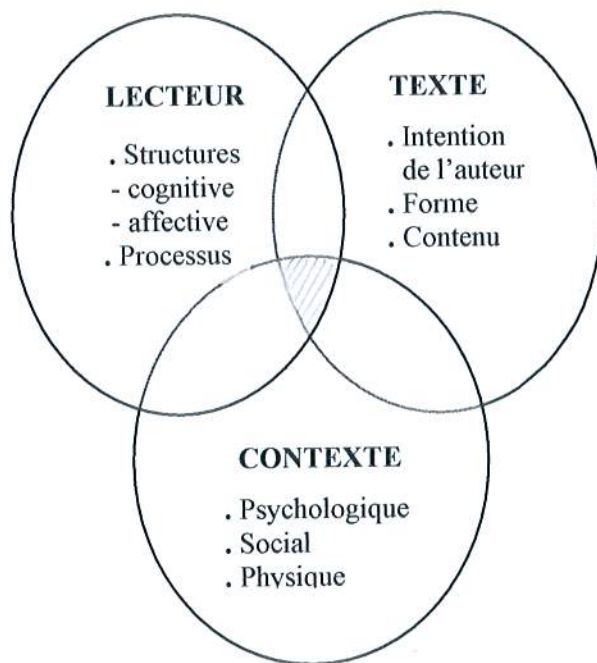 LECTEUR
. Structures
- cognitive
- affective
. Processus
TEXTE
. Intention
de l'auteur
. Forme
. Contenu
CONTEXTE
. Psychologique
. Social
. Physique